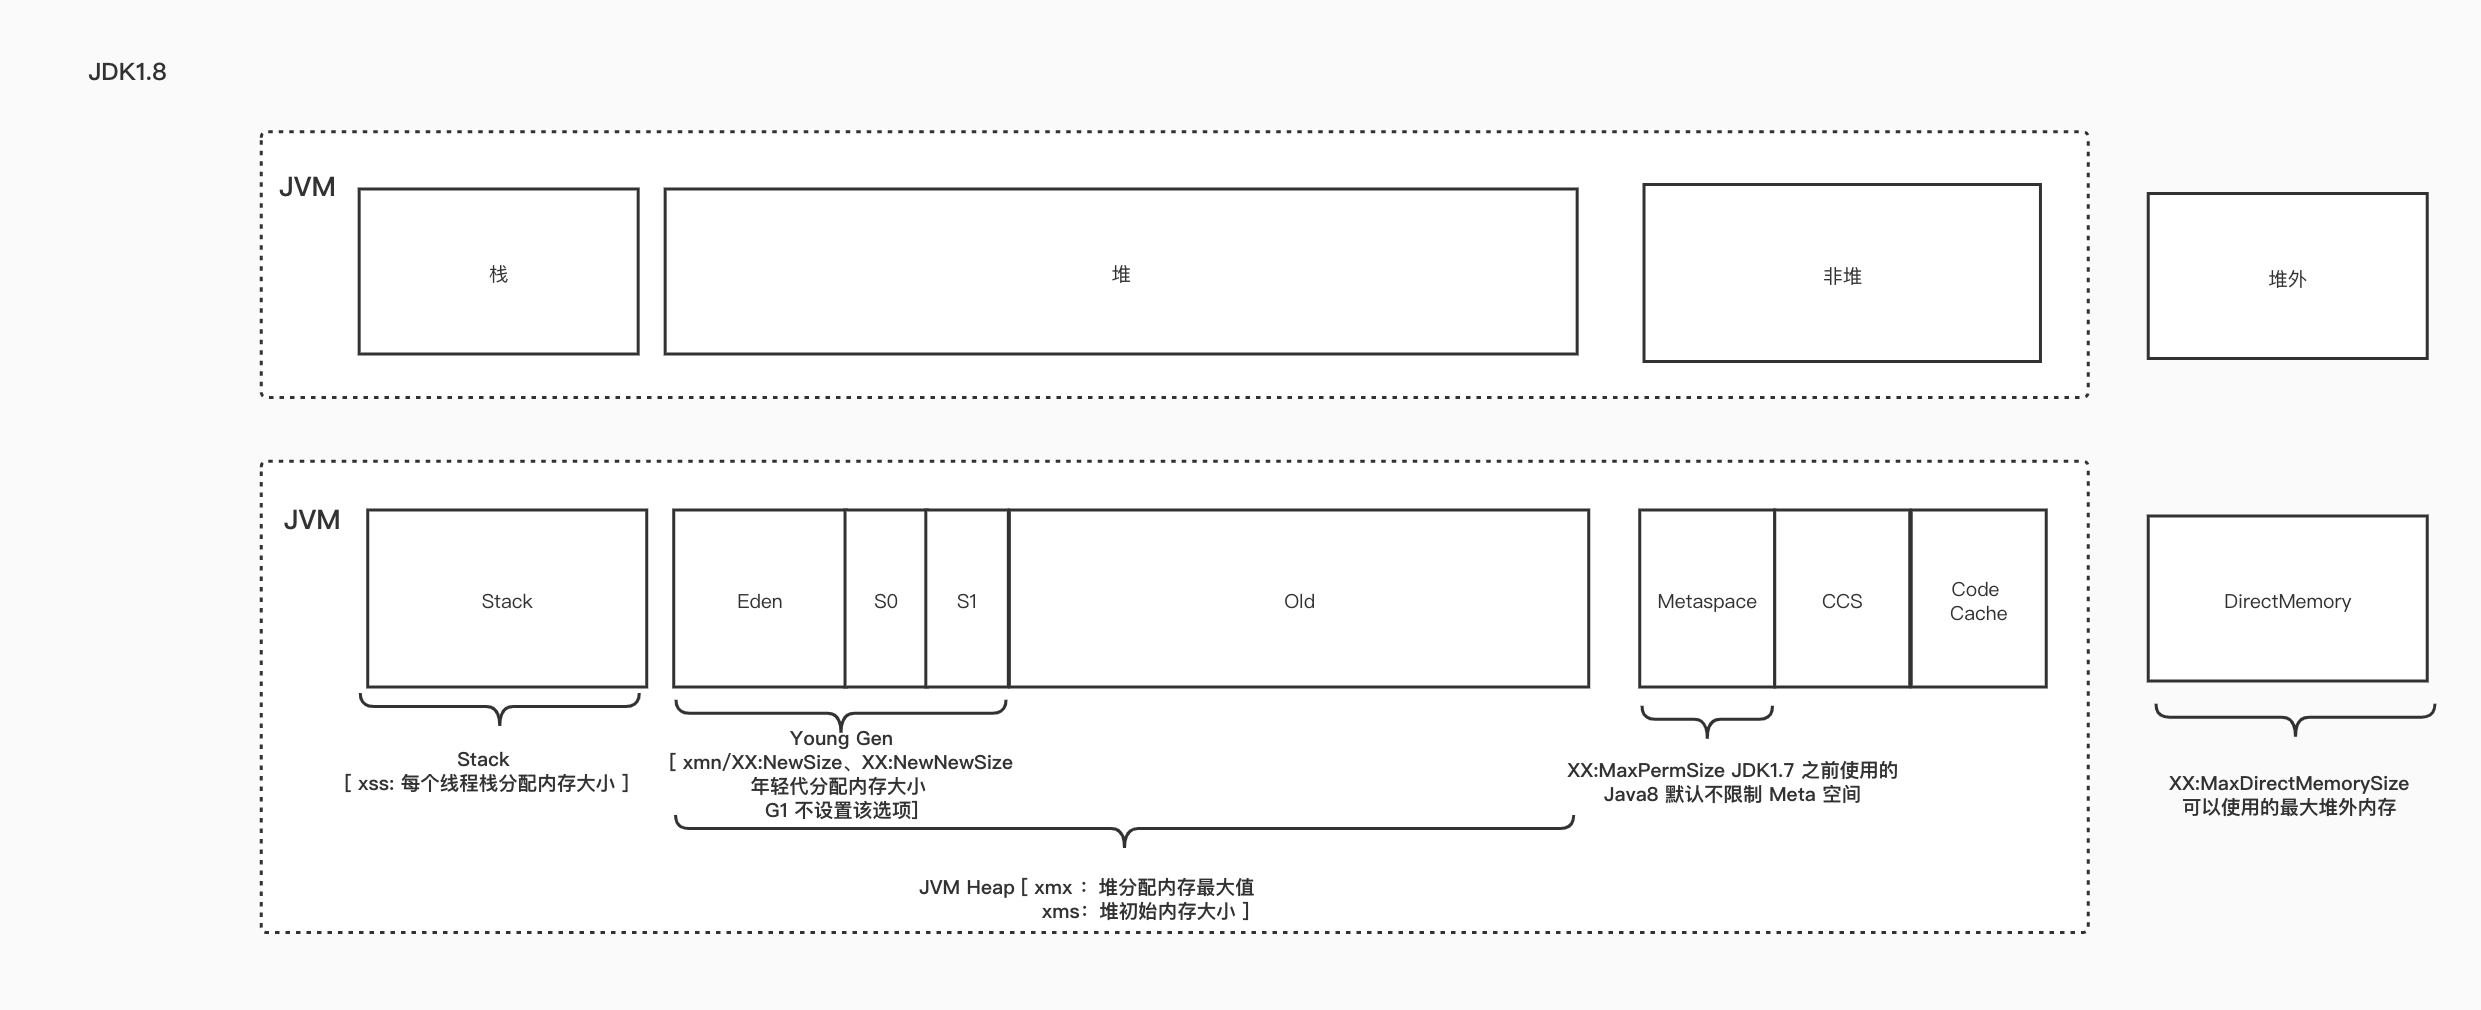 JDK1.8
JVM
栈
堆
非堆
堆外
JVM
Stack
Eden
S0
S1
Old
Metaspace
CCS
Code
Cache
DirectMemory
Stack
[ xss: 每个线程栈分配内存大小 ]
Young Gen
[ xmn/XX:NewSize、XX:NewNewSize
年轻代分配内存大小
G1 不设置该选项]
XX:MaxPermSize JDK1.7 之前使用的
Java8 默认不限制 Meta 空间
XX:MaxDirectMemorySize
可以使用的最大堆外内存
JVM Heap [ xmx : 堆分配内存最大值
xms: 堆初始内存大小 ]